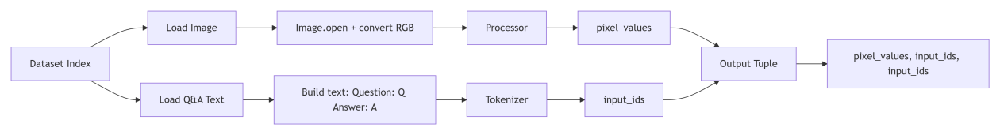 Dataset Index
Load Image
Image.open + convert RGB
Processor
pixel_values
Load Q&A Text
Build text: Question: Q
Answer: A
Tokenizer
input_ids
Output Tuple
pixel_values, input_ids,
input_ids